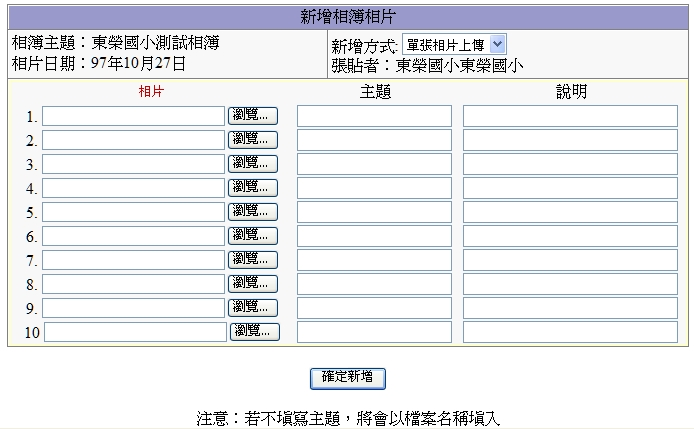 新增相簿相片
相簿主題：東榮國小測試相簿
相片日期：97年10月27日
新增方式: 單張相片上傳
張貼者：東榮國小東榮國小
相片 主題 說明
1. 瀏覽...
2. 瀏覽...
3. 瀏覽...
4. 瀏覽...
5. 瀏覽...
6. 瀏覽...
7. 瀏覽...
8. 瀏覽...
9. 瀏覽...
10 瀏覽...
確定新增
注意：若不填寫主題，將會以檔案名稱填入